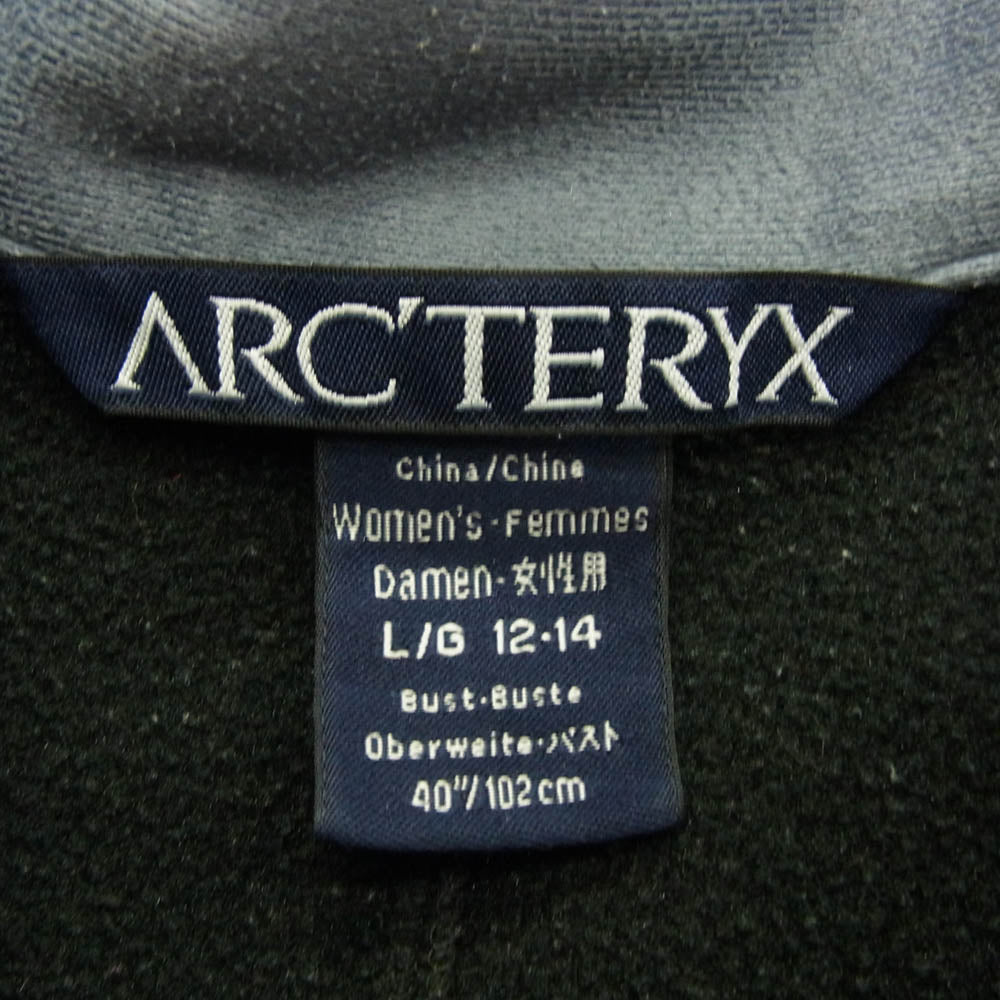 ARC'TERYX
China/Chine
Women's·Femmes
Damen·女性用
L/G 12·14
Bust·Buste
Oberweite·バスト
40"/102cm